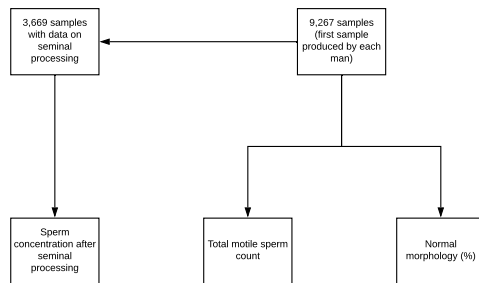 3,669 samples
with data on
seminal
processing
9,267 samples
(first sample
produced by each
man)
Sperm
concentration after
seminal
processing
Total motile sperm
count
Normal
morphology (%)